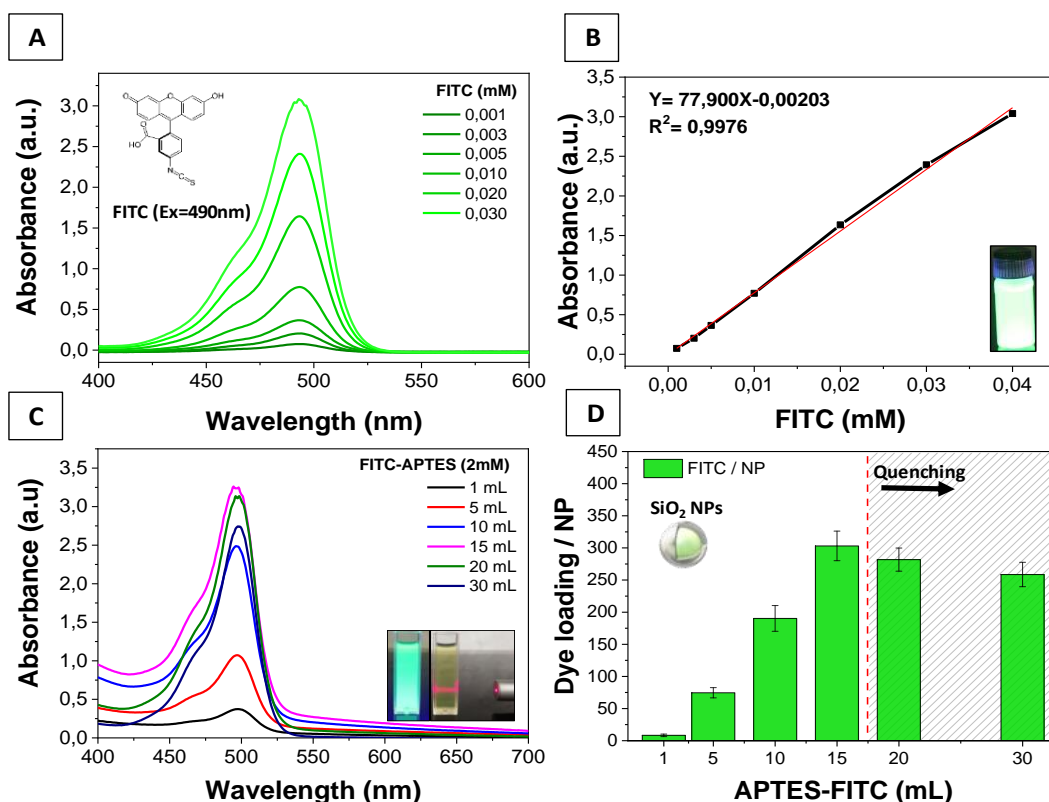 A
Absorbance (a.u.)
3,0
2,5
2,0
1,5
1,0
0,5
0,0
O
OH
O
O
HO
N=C=S
FITC (Ex=490nm)
FITC (mM)
0,001
0,003
0,005
0,010
0,020
0,030
400 450 500 550 600
Wavelength (nm)
B
Absorbance (a.u.)
3,5
3,0
2,5
2,0
1,5
1,0
0,5
0,0
Y= 77,900X-0,00203
R²= 0,9976
0,00 0,01 0,02 0,03 0,04
FITC (mM)
C
Absorbance (a.u)
3,5
3,0
2,5
2,0
1,5
1,0
0,5
0,0
FITC-APTES (2mM)
1 mL
5 mL
10 mL
15 mL
20 mL
30 mL
400 450 500 550 600 650 700
Wavelength (nm)
D
Dye loading / NP
450
400
350
300
250
200
150
100
50
0
FITC / NP
SiO₂ NPs
Quenching
1 5 10 15 20 30
APTES-FITC (mL)